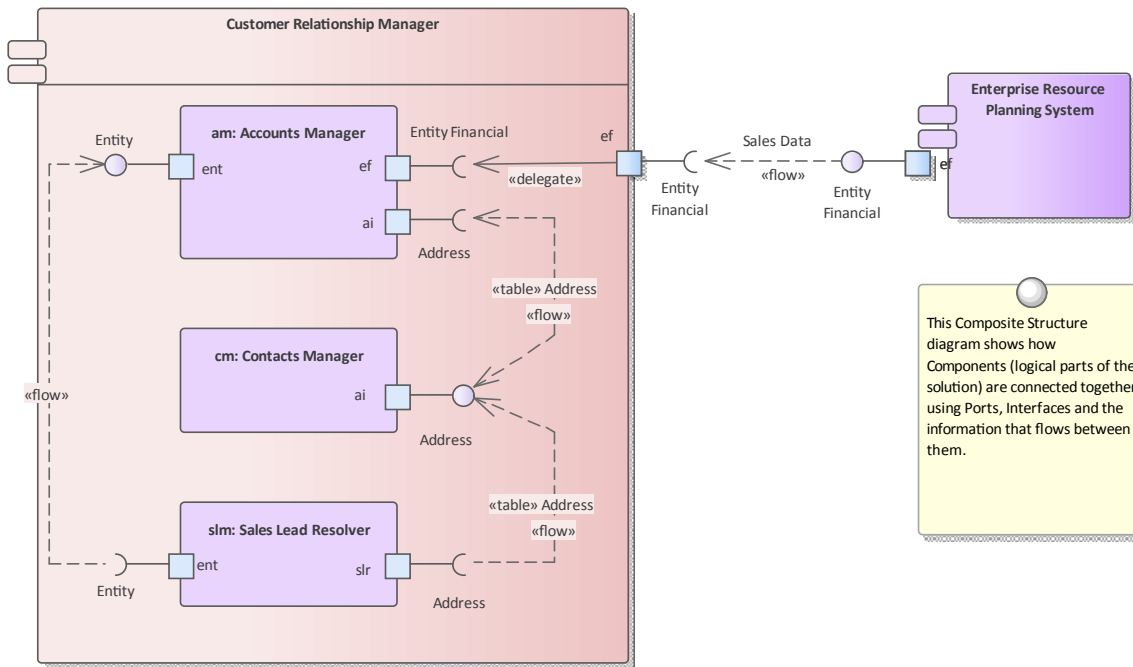 Customer Relationship Manager
Enterprise Resource
Planning System
am: Accounts Manager
Entity Financial
Entity
ent
ef
ef
Sales Data
ef
«delegate»
«flow»
Entity
Financial
Entity
Financial
ai
Address
«table» Address
«flow»
This Composite Structure
diagram shows how
Components (logical parts of the
solution) are connected together
using Ports, Interfaces and the
information that flows between
them.
cm: Contacts Manager
ai
«flow»
Address
«table» Address
slm: Sales Lead Resolver
«flow»
ent
slr
Entity
Address